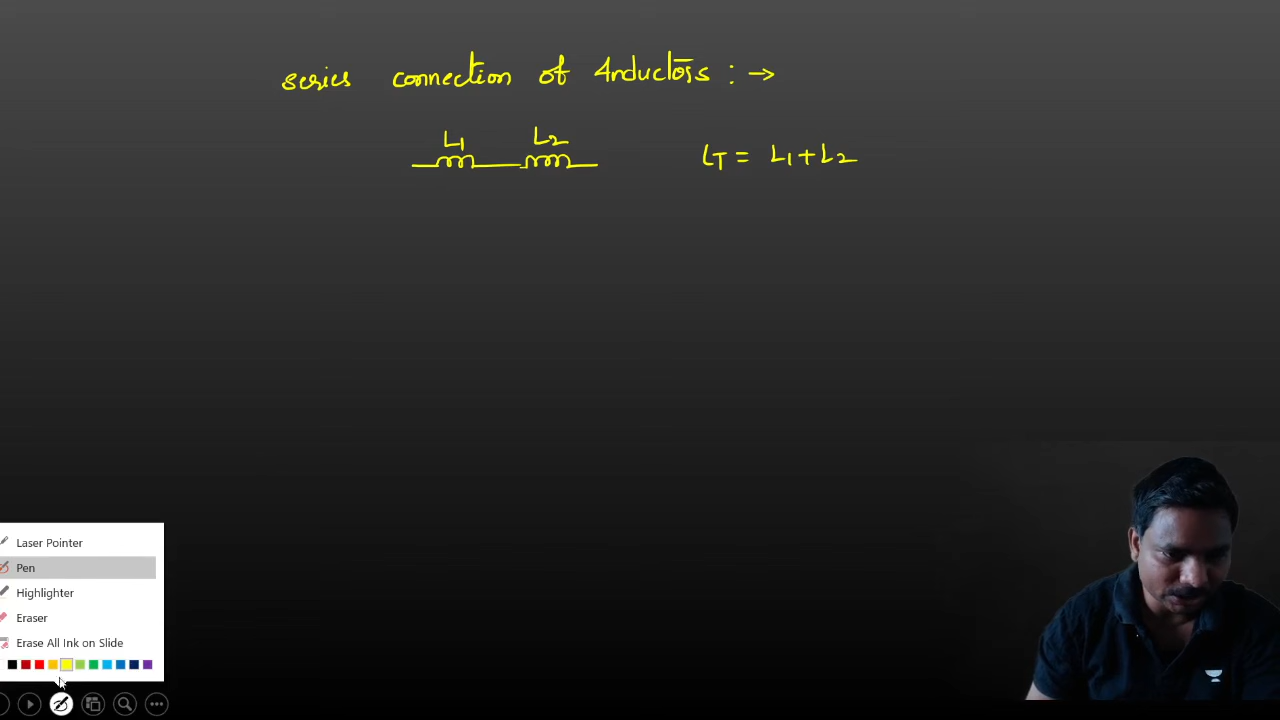 series connection of Inductors : →
L1 L2
LT = L1 + L2
Laser Pointer
Pen
Highlighter
Eraser
Erase All Ink on Slide